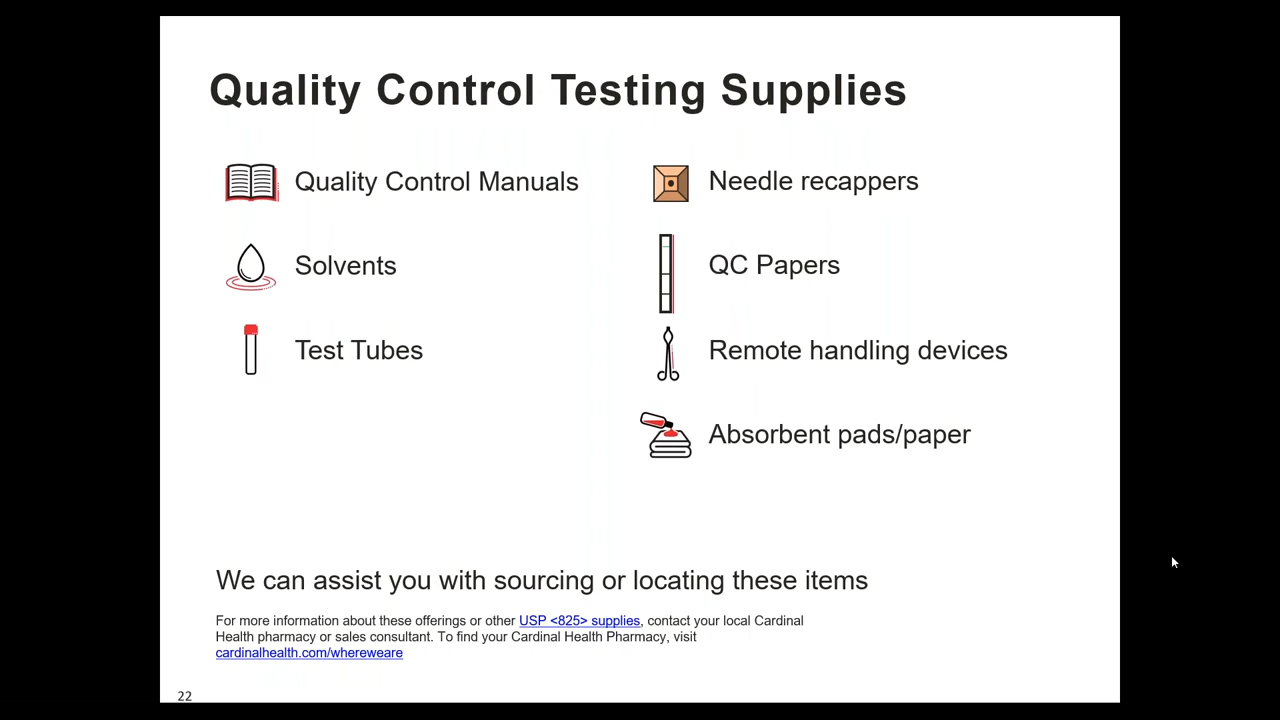 Quality Control Testing Supplies
Quality Control Manuals
Solvents
Test Tubes
Needle recappers
QC Papers
Remote handling devices
Absorbent pads/paper
We can assist you with sourcing or locating these items
For more information about these offerings or other USP <825> supplies, contact your local Cardinal
Health pharmacy or sales consultant. To find your Cardinal Health Pharmacy, visit
cardinalhealth.com/whereweare
22